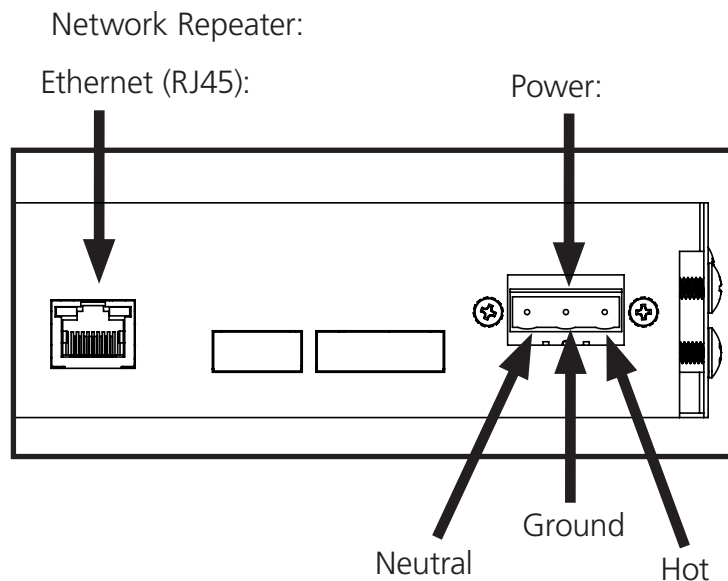 Network Repeater:
Ethernet (RJ45):
Power:
Ground
Neutral
Hot